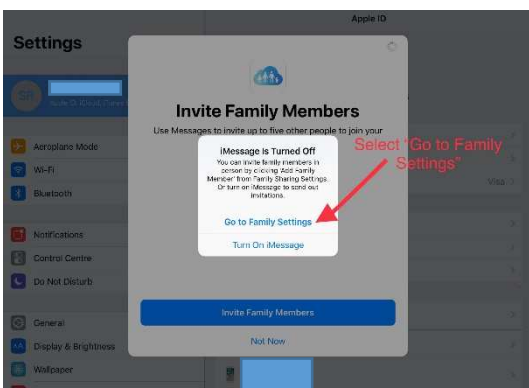 Apple ID
Settings
SR
Invite Family Members
Use Messages to invite up to five other people to join your
iMessage Is Turned Off
You can invite family members in
person by clicking 'Add Family
Member' from Family Sharing Settings.
Or turn on iMessage to send out
invitations.
Go to Family Settings
Turn On iMessage
Select "Go to Family
Settings"
Aeroplane Mode
Wi-Fi
Bluetooth
Visa
Notifications
Control Centre
Do Not Disturb
General
Display & Brightness
Wallpaper
Invite Family Members
Not Now